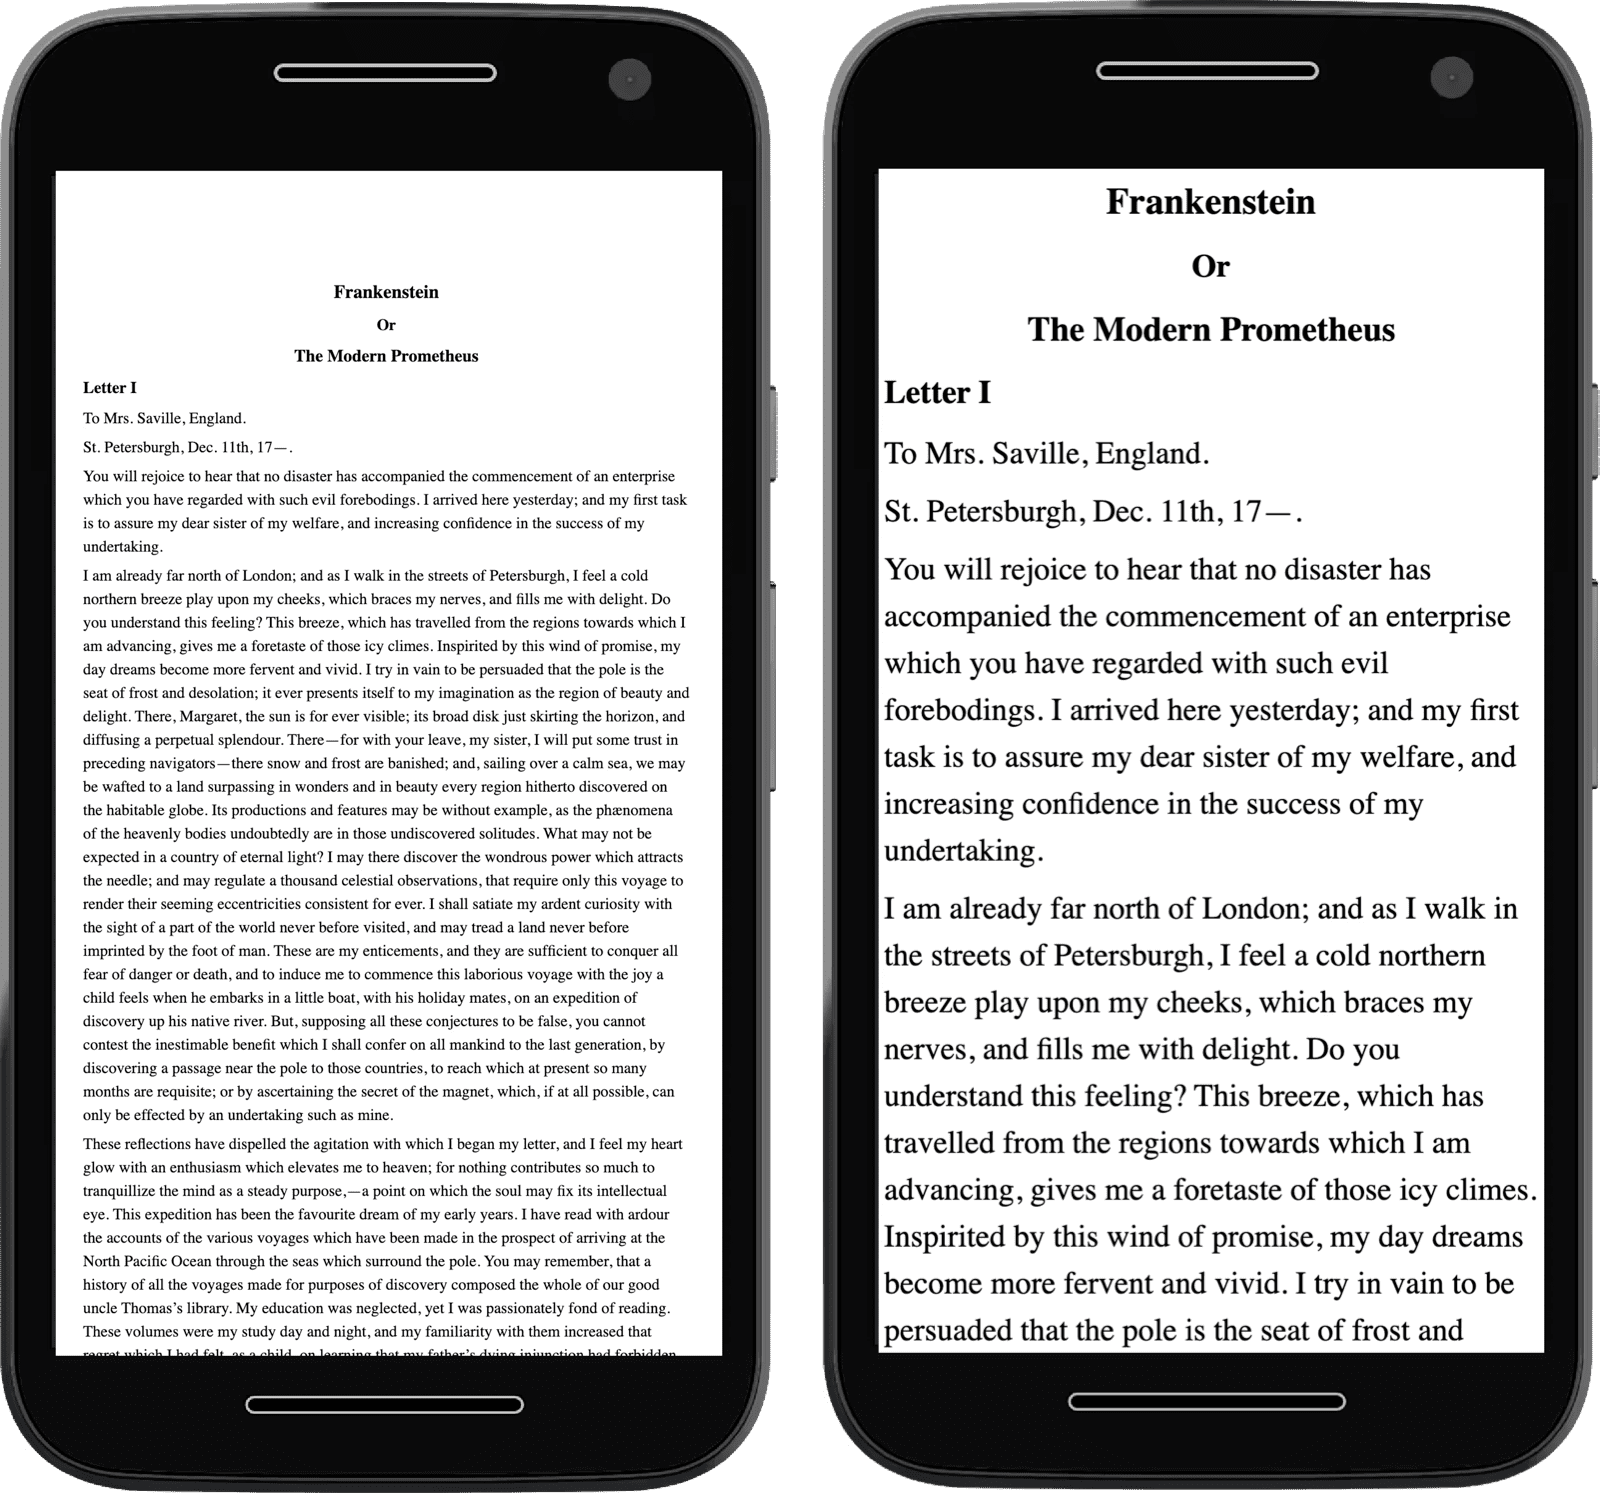 Frankenstein
Or
The Modern Prometheus
Letter I
To Mrs. Saville, England.
St. Petersburgh, Dec. 11th, 17—.
You will rejoice to hear that no disaster has accompanied the commencement of an enterprise
which you have regarded with such evil forebodings. I arrived here yesterday; and my first task
is to assure my dear sister of my welfare, and increasing confidence in the success of my
undertaking.
I am already far north of London; and as I walk in the streets of Petersburgh, I feel a cold
northern breeze play upon my cheeks, which braces my nerves, and fills me with delight. Do
you understand this feeling? This breeze, which has travelled from the regions towards which I
am advancing, gives me a foretaste of those icy climes. Inspirited by this wind of promise, my
day dreams become more fervent and vivid. I try in vain to be persuaded that the pole is the
seat of frost and desolation; it ever presents itself to my imagination as the region of beauty and
delight. There, Margaret, the sun is for ever visible; its broad disk just skirting the horizon, and
diffusing a perpetual splendour. There—for with your leave, my sister, I will put some trust in
preceding navigators—there snow and frost are banished; and, sailing over a calm sea, we may
be wafted to a land surpassing in wonders and in beauty every region hitherto discovered on
the habitable globe. Its productions and features may be without example, as the phænomena
of the heavenly bodies undoubtedly are in those undiscovered solitudes. What may not be
expected in a country of eternal light? I may there discover the wondrous power which attracts
the needle; and may regulate a thousand celestial observations, that require only this voyage to
render their seeming eccentricities consistent for ever. I shall satiate my ardent curiosity with
the sight of a part of the world never before visited, and may tread a land never before
imprinted by the foot of man. These are my enticements, and they are sufficient to conquer all
fear of danger or death, and to induce me to commence this laborious voyage with the joy a
child feels when he embarks in a little boat, with his holiday mates, on an expedition of
discovery up his native river. But, supposing all these conjectures to be false, you cannot
contest the inestimable benefit which I shall confer on all mankind to the last generation, by
discovering a passage near the pole to those countries, to reach which at present so many
months are requisite; or by ascertaining the secret of the magnet, which, if at all possible, can
only be effected by an undertaking such as mine.
These reflections have dispelled the agitation with which I began my letter, and I feel my heart
glow with an enthusiasm which elevates me to heaven; for nothing contributes so much to
tranquillize the mind as a steady purpose,—a point on which the soul may fix its intellectual
eye. This expedition has been the favourite dream of my early years. I have read with ardour
the accounts of the various voyages which have been made in the prospect of arriving at the
North Pacific Ocean through the seas which surround the pole. You may remember, that a
history of all the voyages made for purposes of discovery composed the whole of our good
uncle Thomas’s library. My education was neglected, yet I was passionately fond of reading.
These volumes were my study day and night, and my familiarity with them increased that
regret which I had felt, as a child, on learning that my father’s dying injunction had forbidden
Frankenstein
Or
The Modern Prometheus
Letter I
To Mrs. Saville, England.
St. Petersburgh, Dec. 11th, 17—.
You will rejoice to hear that no disaster has
accompanied the commencement of an enterprise
which you have regarded with such evil
forebodings. I arrived here yesterday; and my first
task is to assure my dear sister of my welfare, and
increasing confidence in the success of my
undertaking.
I am already far north of London; and as I walk in
the streets of Petersburgh, I feel a cold northern
breeze play upon my cheeks, which braces my
nerves, and fills me with delight. Do you
understand this feeling? This breeze, which has
travelled from the regions towards which I am
advancing, gives me a foretaste of those icy climes.
Inspirited by this wind of promise, my day dreams
become more fervent and vivid. I try in vain to be
persuaded that the pole is the seat of frost and